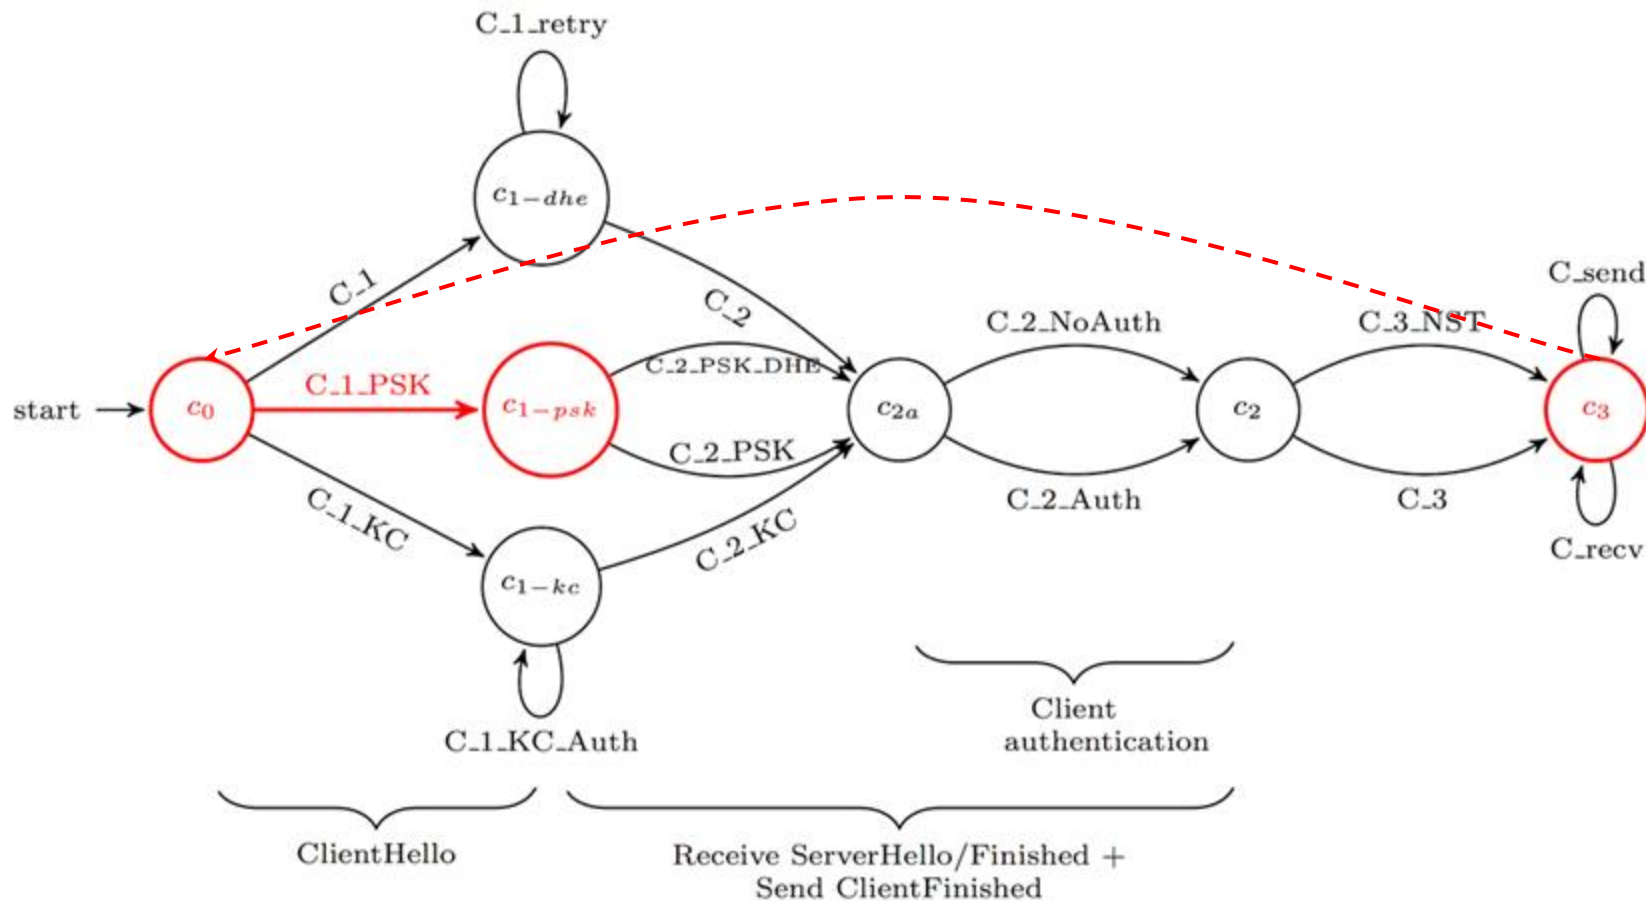 C_1_retry
c1−dhe
C_1
C_2
C_send
C_2_NoAuth
C_3_NST
C_2_PSK_DHE
start
c0
C_1_PSK
c1−psk
c2a
c2
c3
C_2_PSK
C_1_KC
C_2_KC
C_2_Auth
C_3
C_recv
c1−kc
C_1_KC_Auth
Client
authentication
ClientHello
Receive ServerHello/Finished +
Send ClientFinished